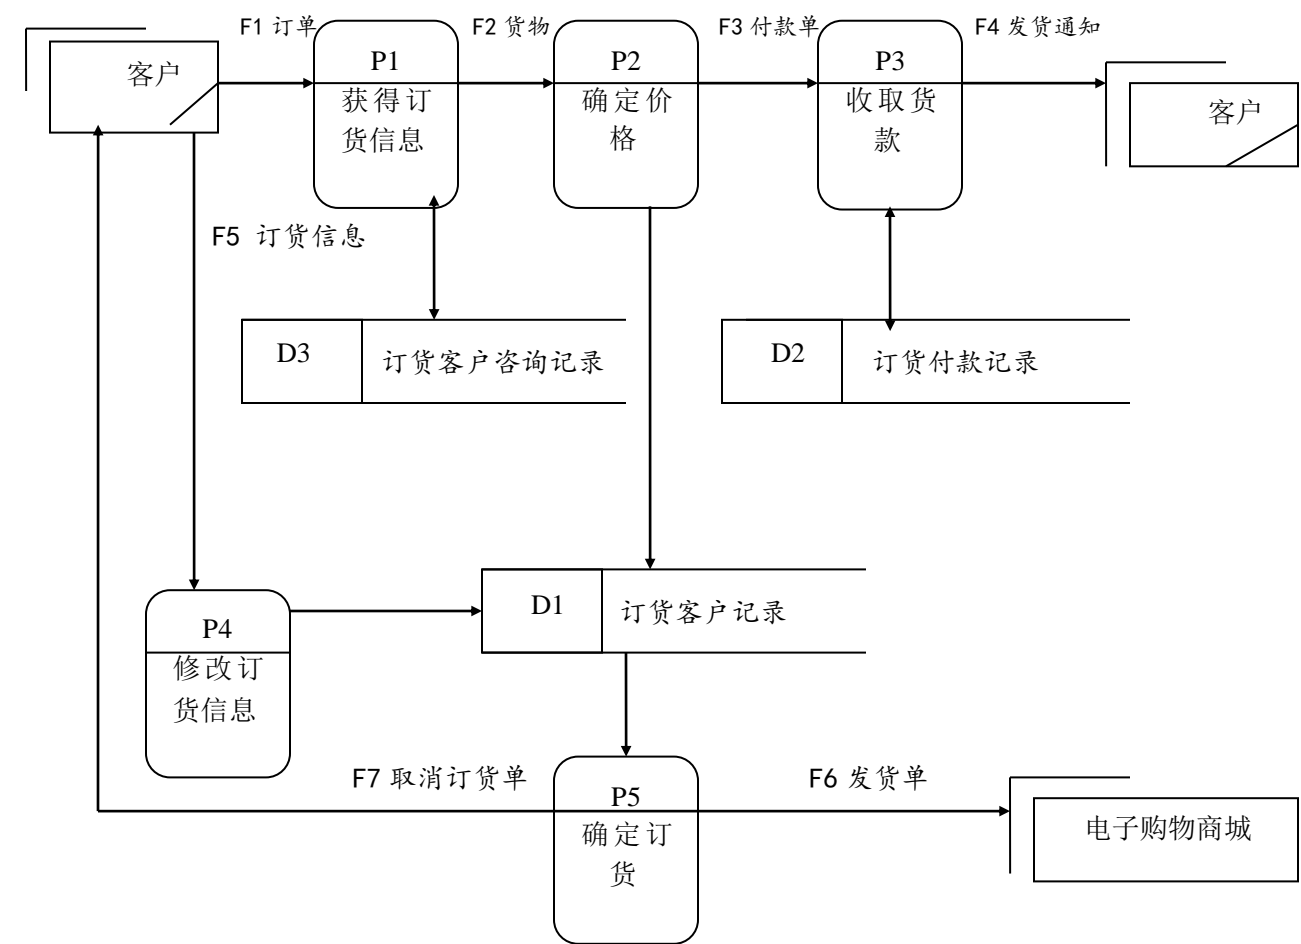 F1 订单
F2 货物
F3 付款单
F4 发货通知
客户
P1
获得订
货信息
P2
确定价
格
P3
收取货
款
客户
F5 订货信息
D3
订货客户咨询记录
D2
订货付款记录
D1
订货客户记录
P4
修改订
货信息
F7 取消订货单
F6 发货单
P5
确定订
货
电子购物商城